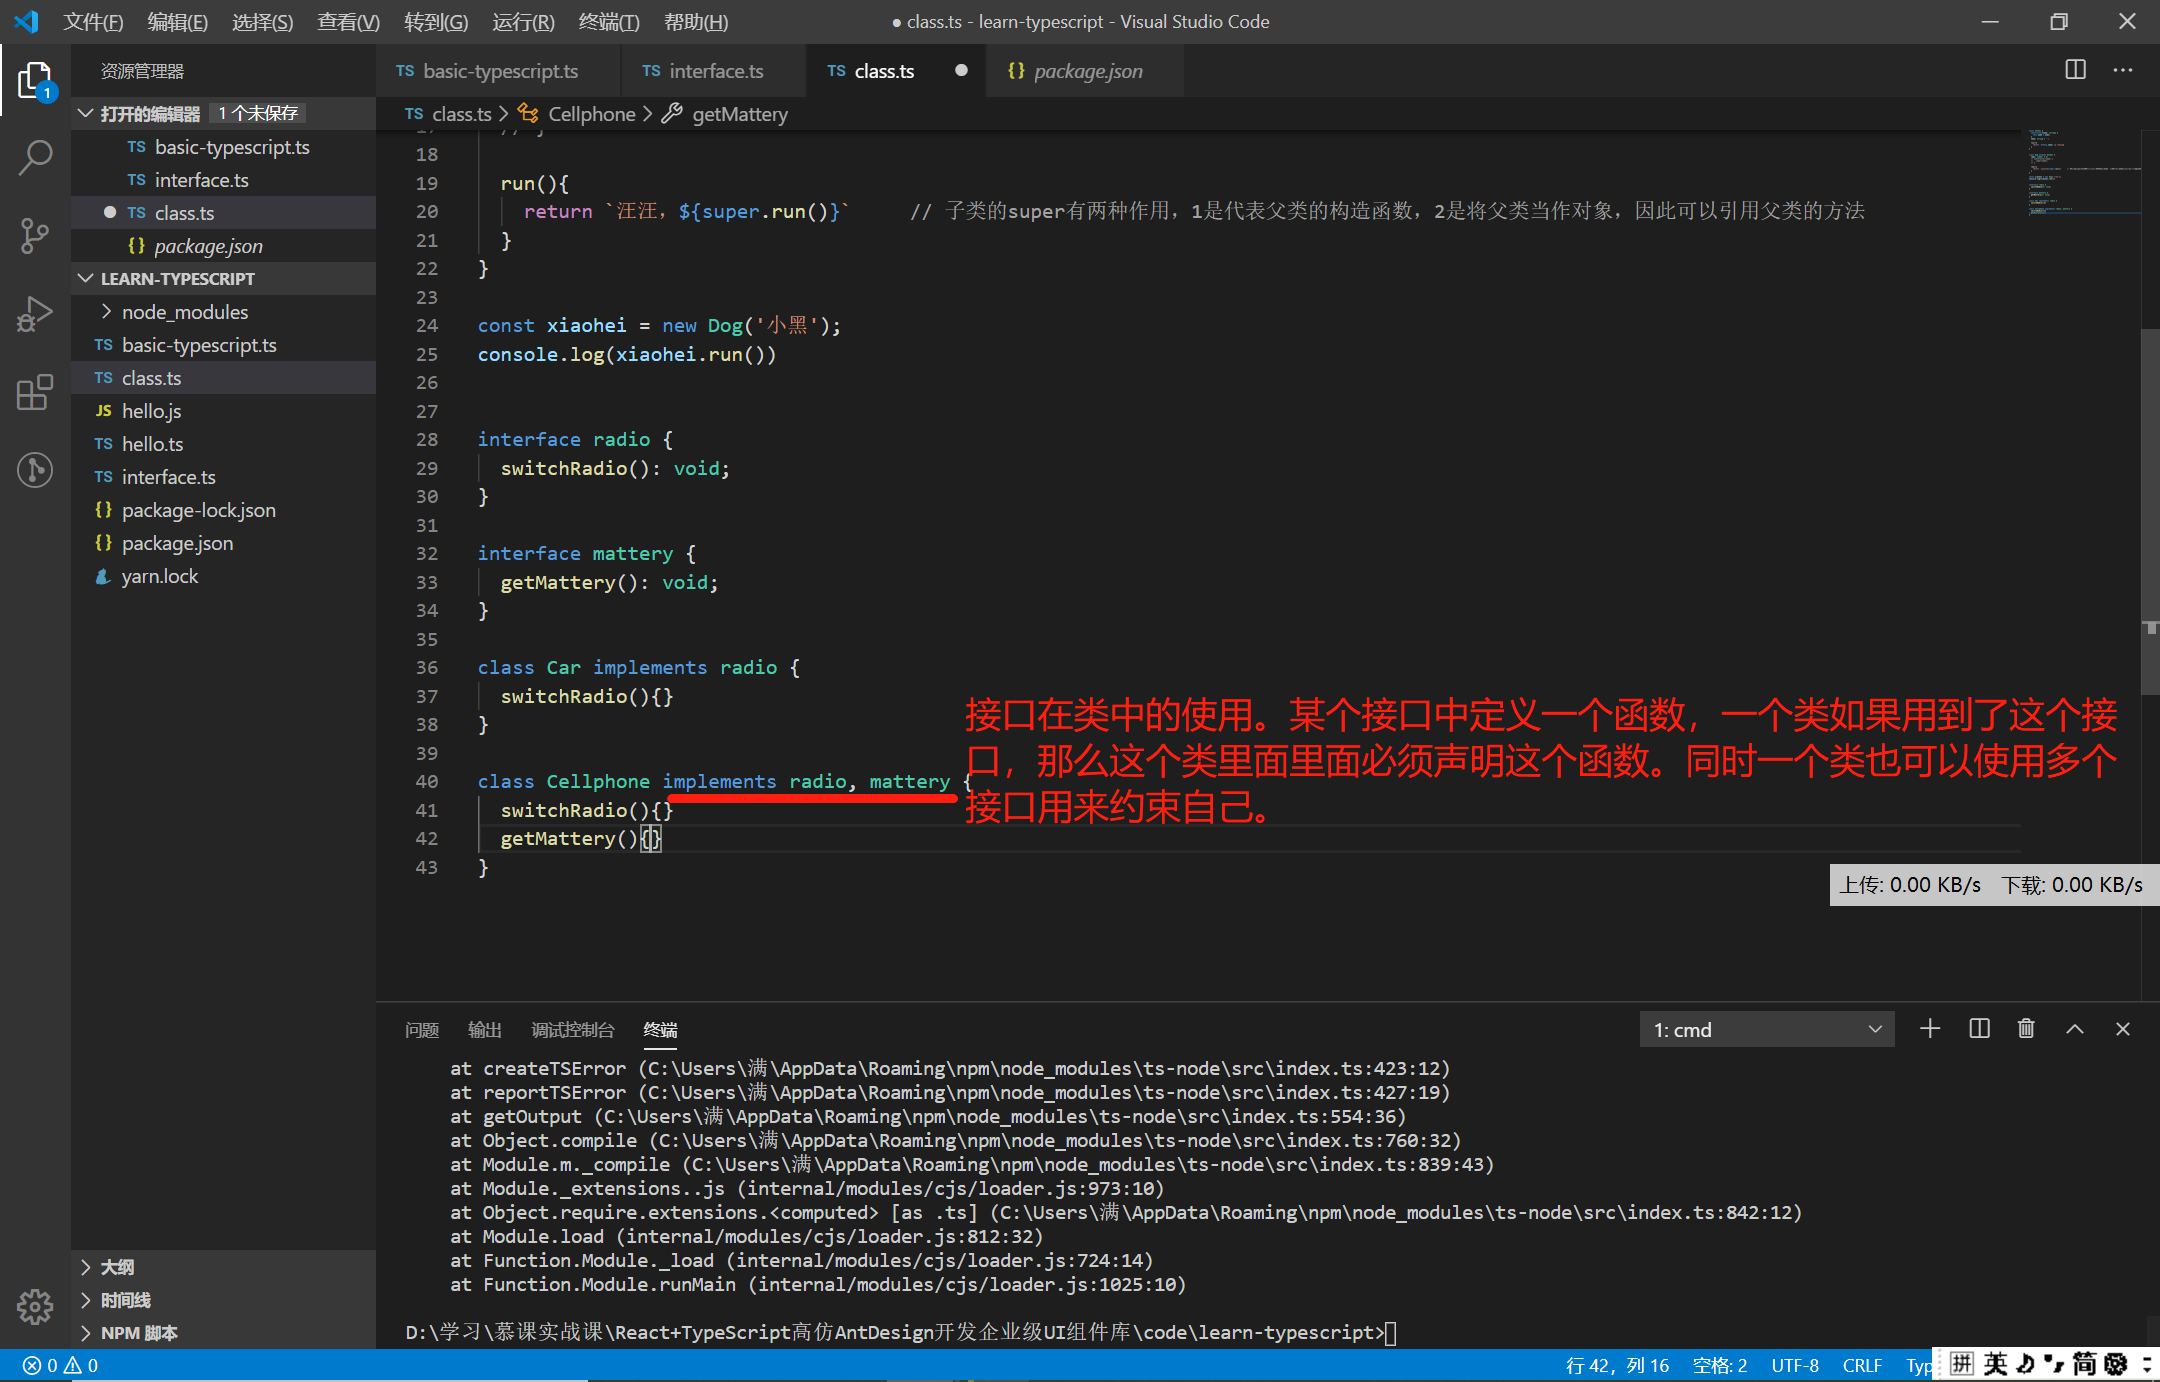 文件(F) 编辑(E) 选择(S) 查看(V) 转到(G) 运行(R) 终端(T) 帮助(H) ● class.ts - learn-typescript - Visual Studio Code
资源管理器
TS basic-typescript.ts TS interface.ts TS class.ts ● {} package.json
打开的编辑器 1 个未保存
TS basic-typescript.ts
TS interface.ts
● TS class.ts
{} package.json
LEARN-TYPESCRIPT
node_modules
TS basic-typescript.ts
TS class.ts
JS hello.js
TS hello.ts
TS interface.ts
{} package-lock.json
{} package.json
yarn.lock
大纲
时间线
NPM 脚本
1
TS class.ts > Cellphone > getMattery
18
19 run(){
20 return `汪汪，${super.run()}` // 子类的super有两种作用，1是代表父类的构造函数，2是将父类当作对象，因此可以引用父类的方法
21 }
22 }
23
24 const xiaohei = new Dog('小黑');
25 console.log(xiaohei.run())
26
27
28 interface radio {
29 switchRadio(): void;
30 }
31
32 interface mattery {
33 getMattery(): void;
34 }
35
36 class Car implements radio {
37 switchRadio(){}
38 }
39
40 class Cellphone implements radio, mattery {
41 switchRadio(){}
42 getMattery(){}
43 }
接口在类中的使用。某个接口中定义一个函数，一个类如果用到了这个接
口，那么这个类里面里面必须声明这个函数。同时一个类也可以使用多个
接口用来约束自己。
上传: 0.00 KB/s 下载: 0.00 KB/s
问题 输出 调试控制台 终端 1: cmd
at createTSError (C:\Users\满\AppData\Roaming\npm\node_modules\ts-node\src\index.ts:423:12)
at reportTSError (C:\Users\满\AppData\Roaming\npm\node_modules\ts-node\src\index.ts:427:19)
at getOutput (C:\Users\满\AppData\Roaming\npm\node_modules\ts-node\src\index.ts:554:36)
at Object.compile (C:\Users\满\AppData\Roaming\npm\node_modules\ts-node\src\index.ts:760:32)
at Module.m._compile (C:\Users\满\AppData\Roaming\npm\node_modules\ts-node\src\index.ts:839:43)
at Module._extensions..js (internal/modules/cjs/loader.js:973:10)
at Object.require.extensions.<computed> [as .ts] (C:\Users\满\AppData\Roaming\npm\node_modules\ts-node\src\index.ts:842:12)
at Module.load (internal/modules/cjs/loader.js:812:32)
at Function.Module._load (internal/modules/cjs/loader.js:724:14)
at Function.Module.runMain (internal/modules/cjs/loader.js:1025:10)
D:\学习\慕课实战课\React+TypeScript高仿AntDesign开发企业级UI组件库\code\learn-typescript>
0 0 行 42，列 16 空格: 2 UTF-8 CRLF Typ 拼 英 简